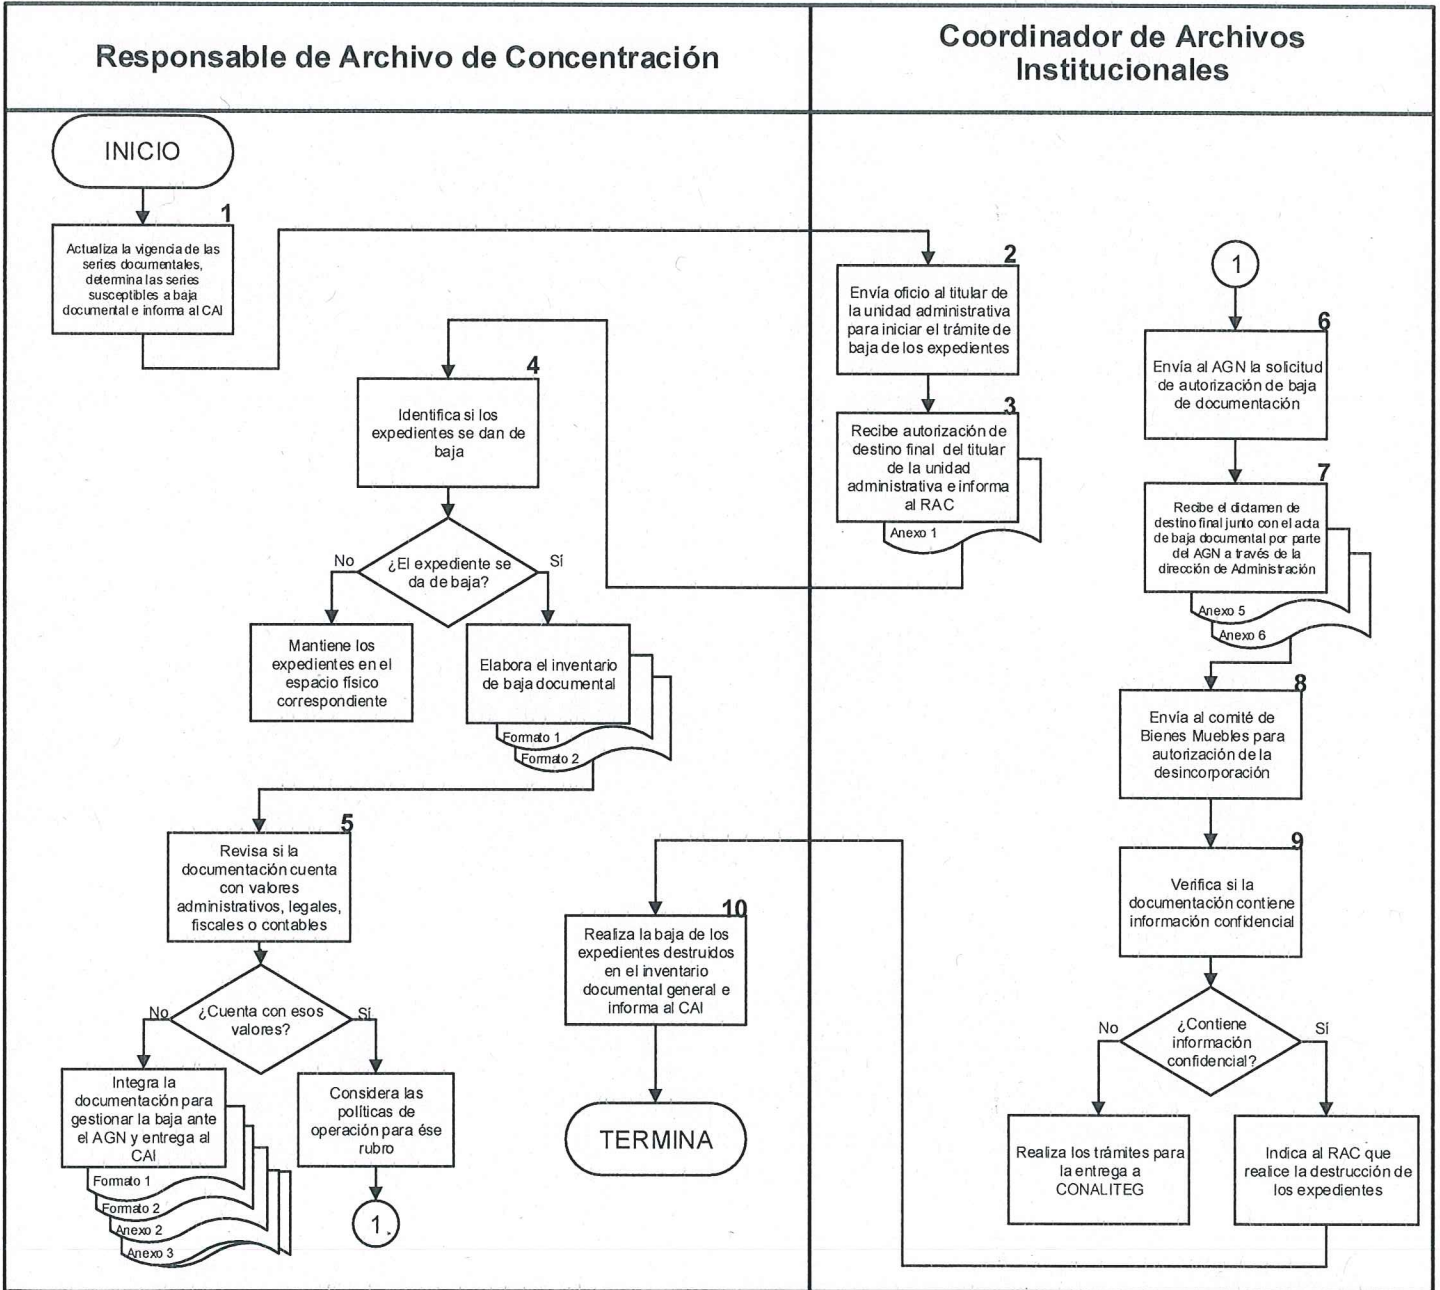 Responsable de Archivo de Concentración
Coordinador de Archivos
Institucionales
INICIO
1
Actualiza la vigencia de las
series documentales,
determina las series
susceptibles a baja
documental e informa al CAI
2
Envía oficio al titular de
la unidad administrativa
para iniciar el trámite de
baja de los expedientes
3
Recibe autorización de
destino final del titular
de la unidad
administrativa e informa
al RAC
Anexo 1
4
Identifica si los
expedientes se dan de
baja
¿El expediente se
da de baja?
No
Sí
Mantiene los
expedientes en el
espacio físico
correspondiente
Elabora el inventario
de baja documental
Formato 1
Formato 2
5
Revisa si la
documentación cuenta
con valores
administrativos, legales,
fiscales o contables
¿Cuenta con esos
valores?
No
Sí
Integra la
documentación para
gestionar la baja ante
el AGN y entrega al
CAI
Formato 1
Formato 2
Anexo 2
Anexo 3
Considera las
políticas de
operación para ése
rubro
1
1
6
Envía al AGN la solicitud
de autorización de baja
de documentación
7
Recibe el dictamen de
destino final junto con el acta
de baja documental por parte
del AGN a través de la
dirección de Administración
Anexo 5
Anexo 6
8
Envía al comité de
Bienes Muebles para
autorización de la
desincorporación
9
Verifica si la
documentación contiene
información confidencial
¿Contiene
información
confidencial?
No
Sí
Realiza los trámites para
la entrega a
CONALITEG
Indica al RAC que
realice la destrucción de
los expedientes
10
Realiza la baja de los
expedientes destruidos
en el inventario
documental general e
informa al CAI
TERMINA